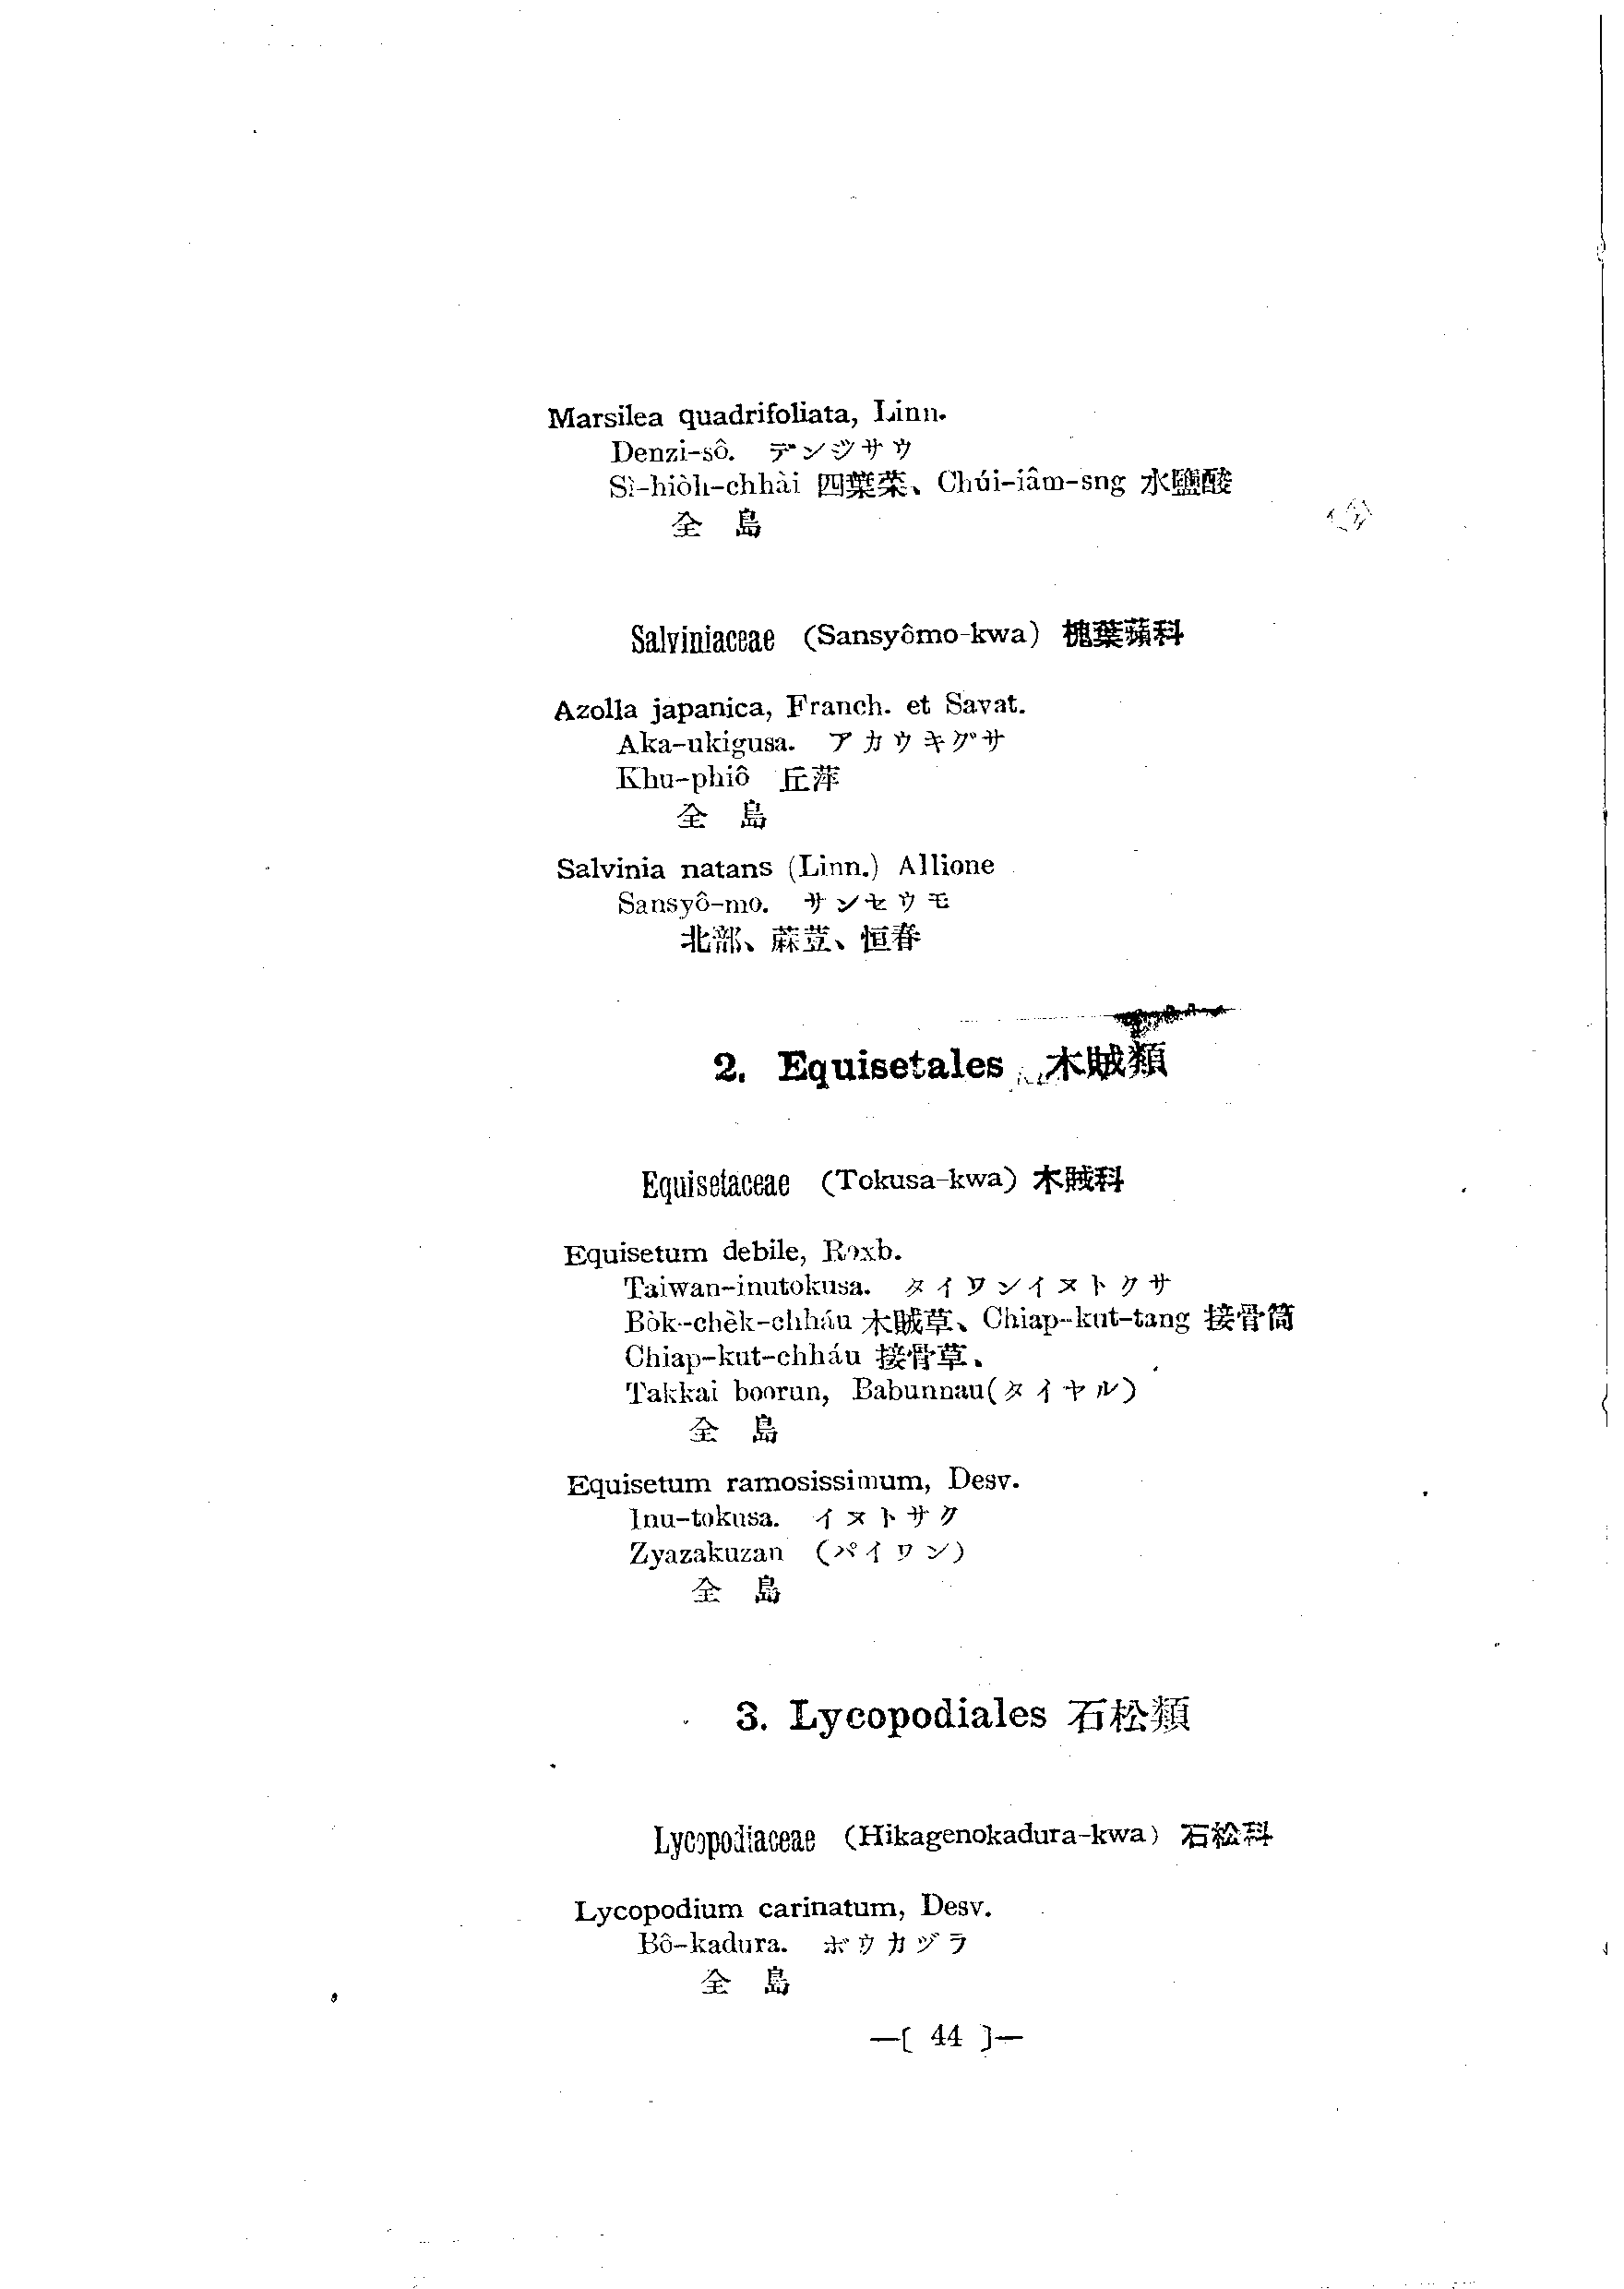 Marsilea quadrifoliata, Linn.
Denzi-sô. デンジサウ
Sì-hiòh-chhài 四葉菜、Chúi-iâm-sng 水鹽酸
全 島
Salviniaceae (Sansyômo-kwa) 槐葉蘋科
Azolla japanica, Franch. et Savat.
Aka-ukigusa. アカウキグサ
Khu-phiô 丘萍
全 島
Salvinia natans (Linn.) Allione
Sansyô-mo. サンセウモ
北部、蔴荳、恒春
2. Equisetales 木賊類
Equisetaceae (Tokusa-kwa) 木賊科
Equisetum debile, Roxb.
Taiwan-inutokusa. タイワンイヌトクサ
Bòk-chèk-chháu 木賊草、Chiap-kut-tang 接骨筒
Chiap-kut-chháu 接骨草、
Takkai boorun, Babunnau(タイヤル)
全 島
Equisetum ramosissimum, Desv.
Inu-tokusa. イヌトサク
Zyazakuzan (パイワン)
全 島
3. Lycopodiales 石松類
Lycopodiaceae (Hikagenokadura-kwa) 石松科
Lycopodium carinatum, Desv.
Bô-kadura. ボウカヅラ
全 島
—[ 44 ]—